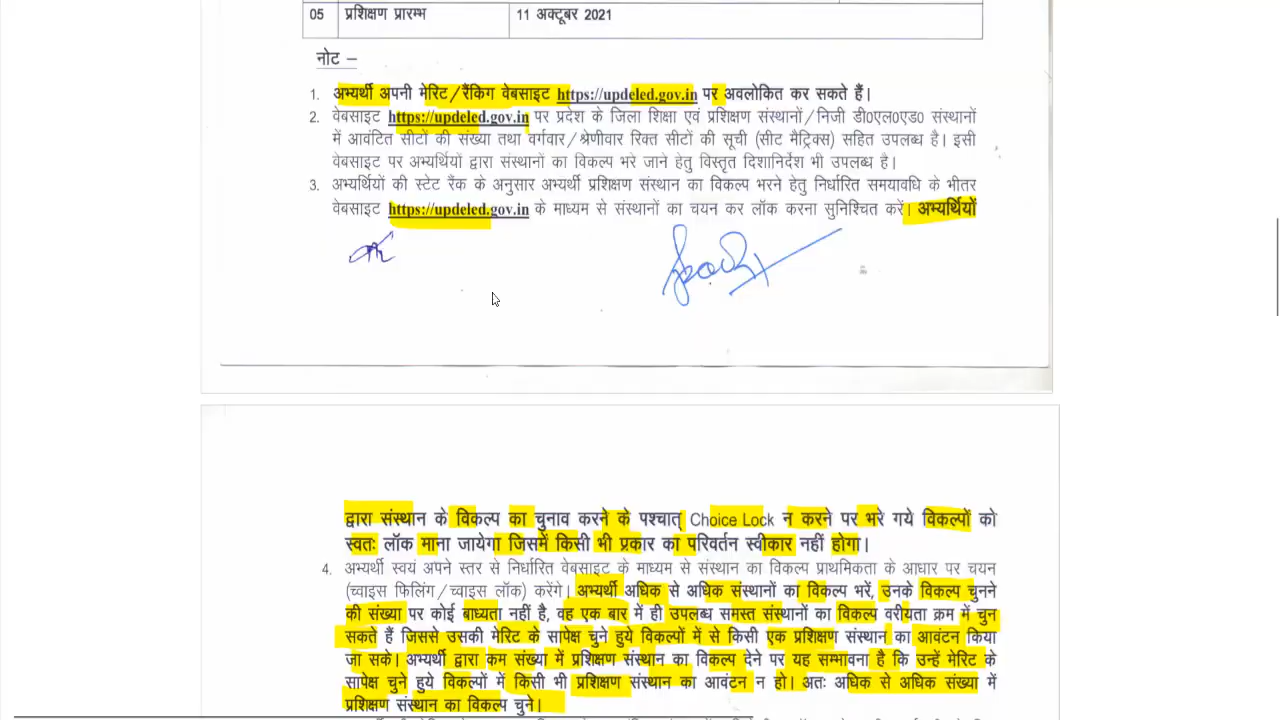 05 प्रशिक्षण प्रारम्भ 11 अक्टूबर 2021
नोट –
1. अभ्यर्थी अपनी मेरिट/रैंकिग वेबसाइट https://updeled.gov.in पर अवलोकित कर सकते हैं।
2. वेबसाइट https://updeled.gov.in पर प्रदेश के जिला शिक्षा एवं प्रशिक्षण संस्थानों/निजी डी0एल0एड0 संस्थानों
में आवंटित सीटों की संख्या तथा वर्गवार/श्रेणीवार रिक्त सीटों की सूची (सीट मैट्रिक्स) सहित उपलब्ध है। इसी
वेबसाइट पर अभ्यर्थियों द्वारा संस्थानों का विकल्प भरे जाने हेतु विस्तृत दिशानिर्देश भी उपलब्ध है।
3. अभ्यर्थियों की स्टेट रैंक के अनुसार अभ्यर्थी प्रशिक्षण संस्थान का विकल्प भरने हेतु निर्धारित समयावधि के भीतर
वेबसाइट https://updeled.gov.in के माध्यम से संस्थानों का चयन कर लॉक करना सुनिश्चित करें। अभ्यर्थियों
द्वारा संस्थान के विकल्प का चुनाव करने के पश्चात् Choice Lock न करने पर भरे गये विकल्पों को
स्वतः लॉक माना जायेगा जिसमें किसी भी प्रकार का परिवर्तन स्वीकार नहीं होगा।
4. अभ्यर्थी स्वयं अपने स्तर से निर्धारित वेबसाइट के माध्यम से संस्थान का विकल्प प्राथमिकता के आधार पर चयन
(च्वाइस फिलिंग/च्वाइस लॉक) करेंगे। अभ्यर्थी अधिक से अधिक संस्थानों का विकल्प भरें, उनके विकल्प चुनने
की संख्या पर कोई बाध्यता नहीं है, वह एक बार में ही उपलब्ध समस्त संस्थानों का विकल्प वरीयता क्रम में चुन
सकते हैं जिससे उसकी मेरिट के सापेक्ष चुने हुये विकल्पों में से किसी एक प्रशिक्षण संस्थान का आवंटन किया
जा सके। अभ्यर्थी द्वारा कम संख्या में प्रशिक्षण संस्थान का विकल्प देने पर यह सम्भावना है कि उन्हें मेरिट के
सापेक्ष चुने हुये विकल्पों में किसी भी प्रशिक्षण संस्थान का आवंटन न हो। अतः अधिक से अधिक संख्या में
प्रशिक्षण संस्थान का विकल्प चुने।